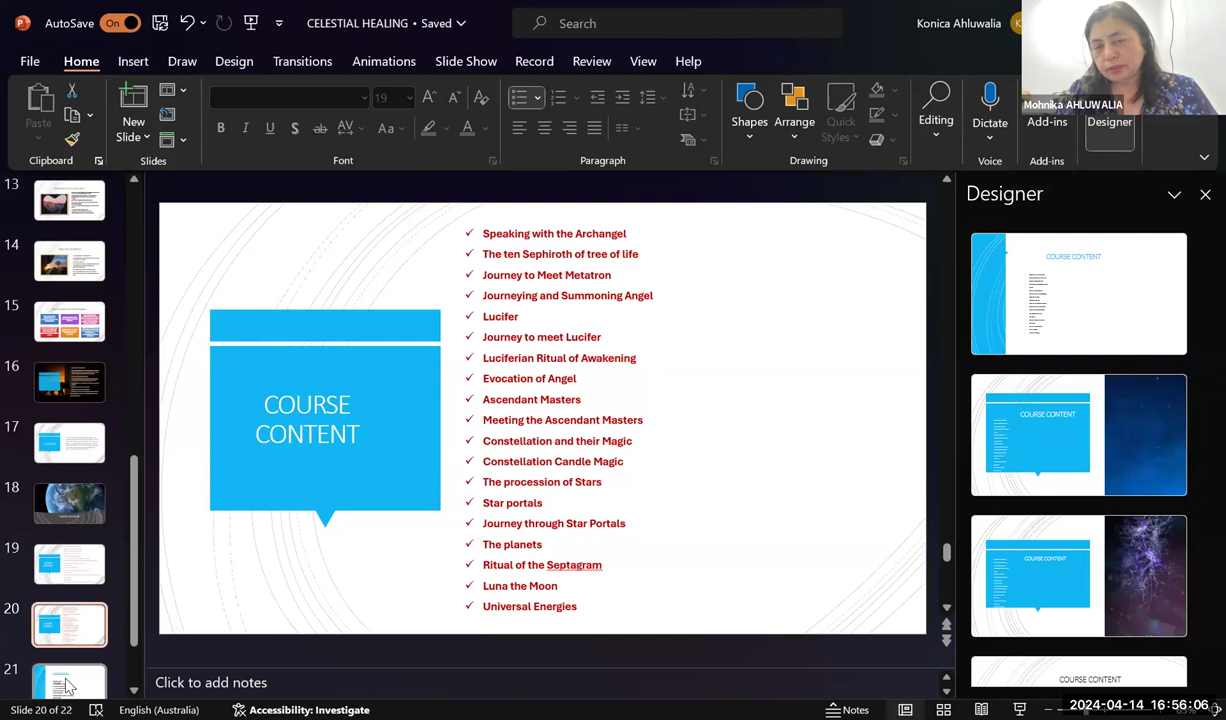 AutoSave On CELESTIAL HEALING • Saved Search Konica Ahluwalia
File Home Insert Draw Design Transitions Animations Slide Show Record Review View Help
Mohnika AHLUWALIA
Paste New Slide 19 B I U S ab AV Aa A Shapes Arrange Quick Styles Editing Dictate Add-ins Designer
Clipboard Slides Font Paragraph Drawing Voice Add-ins
13
14
15
16
17
18
19
20
21
COURSE
CONTENT
Speaking with the Archangel
The ten Sephiroth of tree of life
Journey to Meet Metatron
Journeying and Summoning Angel
Lucifer
Journey to meet Lucifer
Luciferian Ritual of Awakening
Evocation of Angel
Ascendant Masters
Meeting the Ascendant Masters
Constellation and their Magic
Constellation Candle Magic
The procession of Stars
Star portals
Journey through Star Portals
The planets
Ritual of the Septagram
Luna the Moon
Universal Energies
Designer
COURSE CONTENT
COURSE CONTENT
COURSE CONTENT
COURSE CONTENT
Click to add notes
Slide 20 of 22 English (Australia) Accessibility: Investigate Notes
2024-04-14 16:56:06